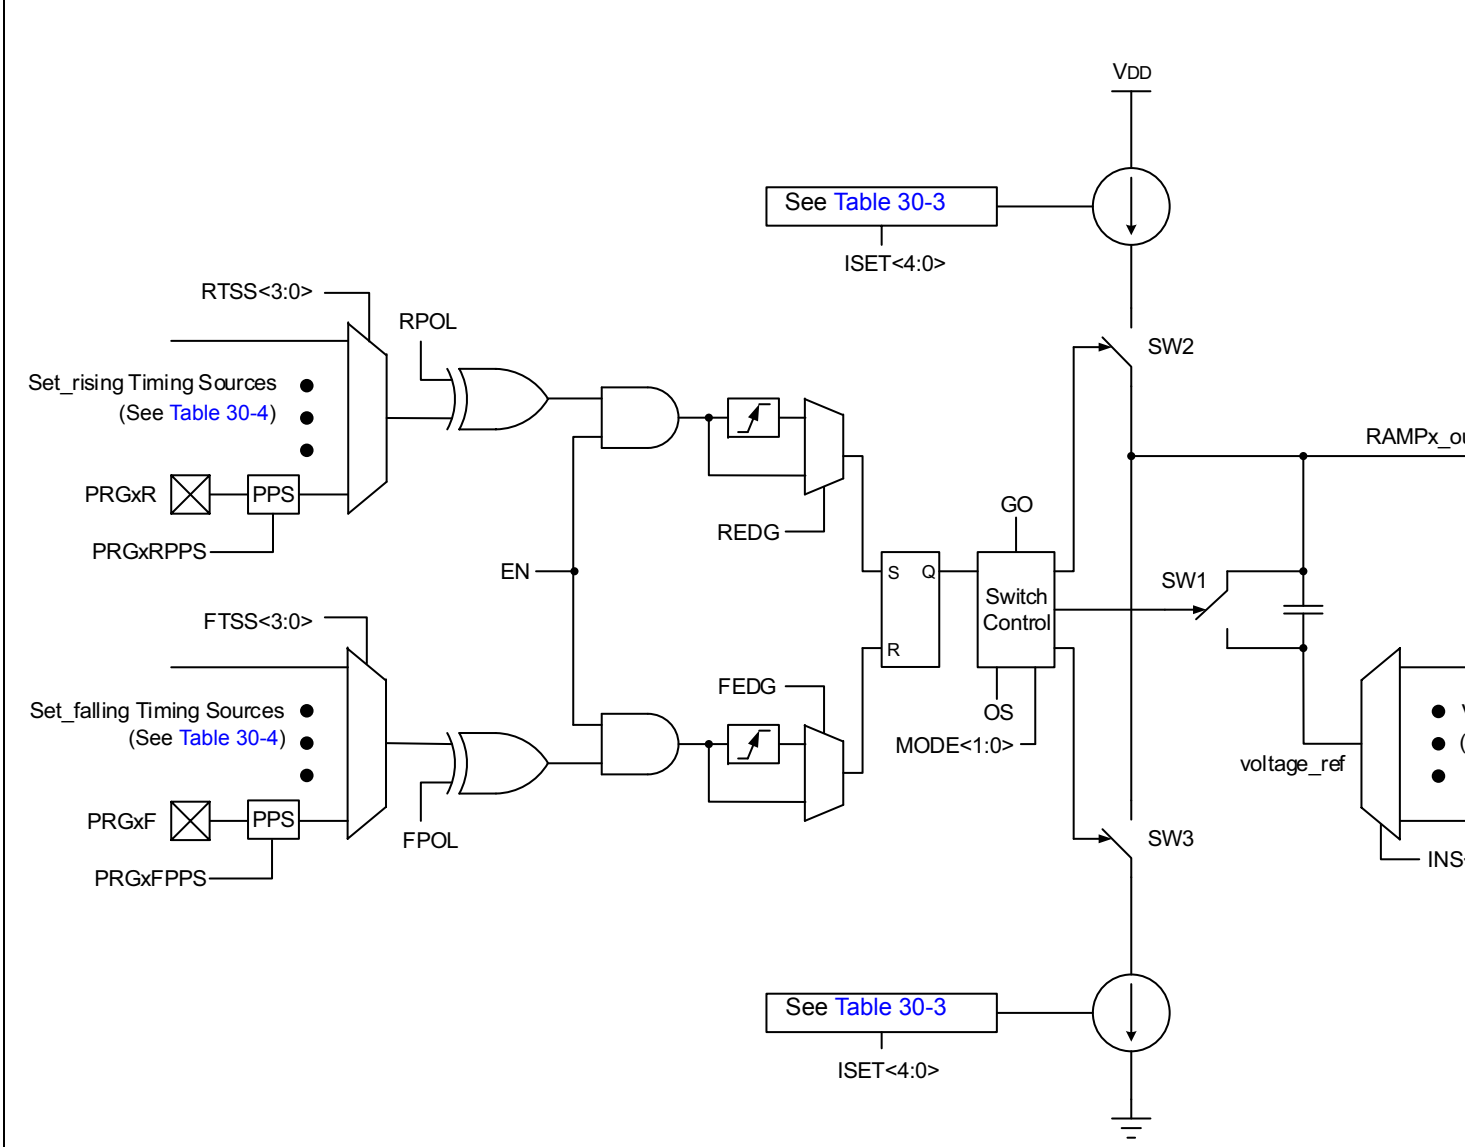 VDD
See Table 30-3
ISET<4:0>
RTSS<3:0>
RPOL
SW2
Set_rising Timing Sources
(See Table 30-4)
RAMPx_ou
PRGxR
PPS
GO
REDG
PRGxRPPS
EN
S Q
SW1
Switch
Control
FTSS<3:0>
R
FEDG
OS
Set_falling Timing Sources
(See Table 30-4)
MODE<1:0>
voltage_ref
(
PRGxF
PPS
FPOL
SW3
INS<
PRGxFPPS
See Table 30-3
ISET<4:0>